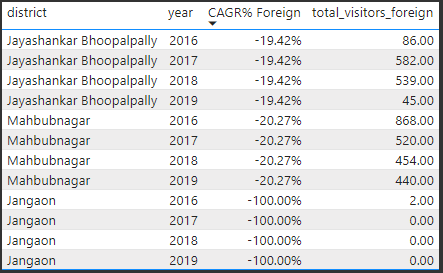 district year CAGR% Foreign total_visitors_foreign
Jayashankar Bhoopalpally 2016 -19.42% 86.00
Jayashankar Bhoopalpally 2017 -19.42% 582.00
Jayashankar Bhoopalpally 2018 -19.42% 539.00
Jayashankar Bhoopalpally 2019 -19.42% 45.00
Mahbubnagar 2016 -20.27% 868.00
Mahbubnagar 2017 -20.27% 520.00
Mahbubnagar 2018 -20.27% 454.00
Mahbubnagar 2019 -20.27% 440.00
Jangaon 2016 -100.00% 2.00
Jangaon 2017 -100.00% 0.00
Jangaon 2018 -100.00% 0.00
Jangaon 2019 -100.00% 0.00